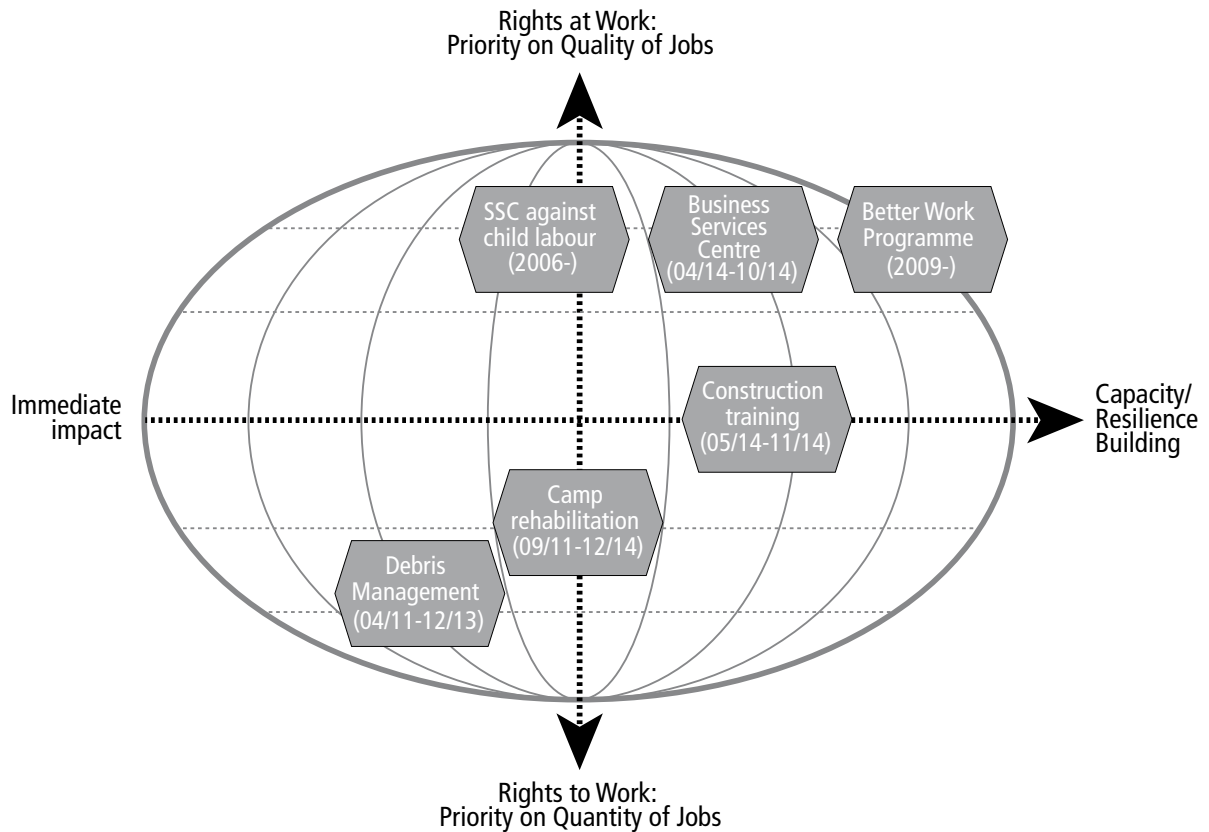 Rights at Work:
Priority on Quality of Jobs
SSC against
child labour
(2006-)
Business
Services
Centre
(04/14-10/14)
Better Work
Programme
(2009-)
Immediate
impact
Construction
training
(05/14-11/14)
Capacity/
Resilience
Building
Camp
rehabilitation
(09/11-12/14)
Debris
Management
(04/11-12/13)
Rights to Work:
Priority on Quantity of Jobs